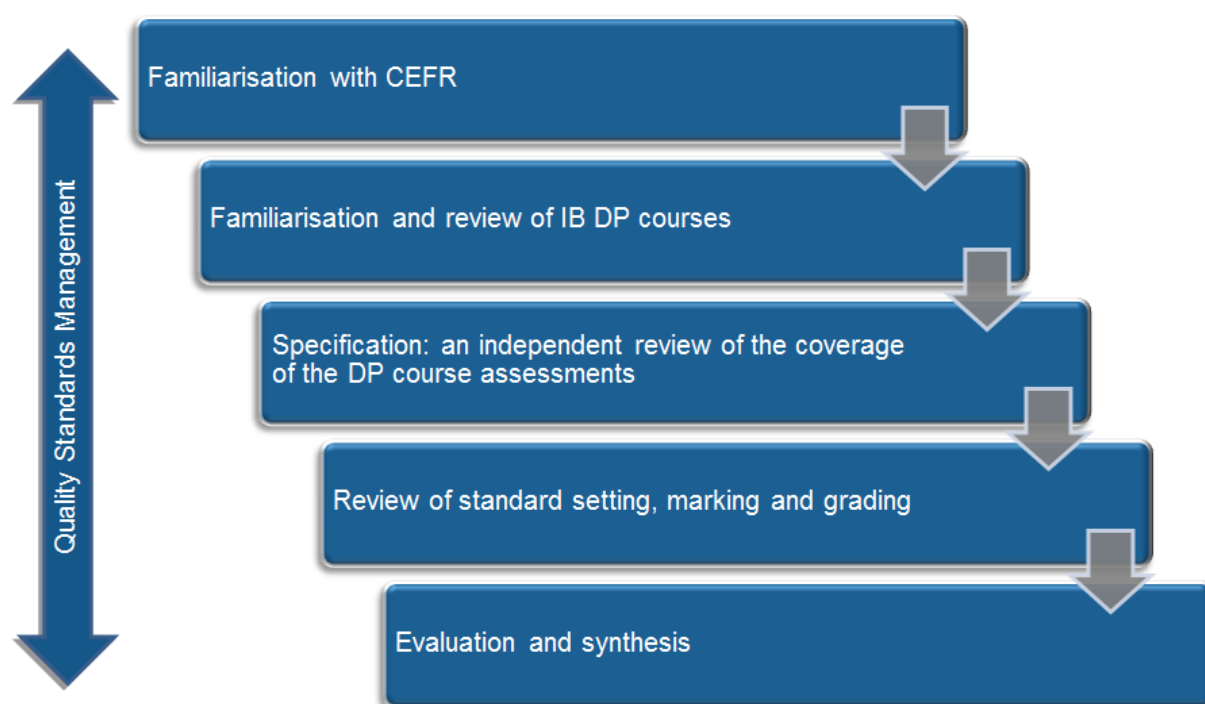 Quality Standards Management
Familiarisation with CEFR
Familiarisation and review of IB DP courses
Specification: an independent review of the coverage
of the DP course assessments
Review of standard setting, marking and grading
Evaluation and synthesis